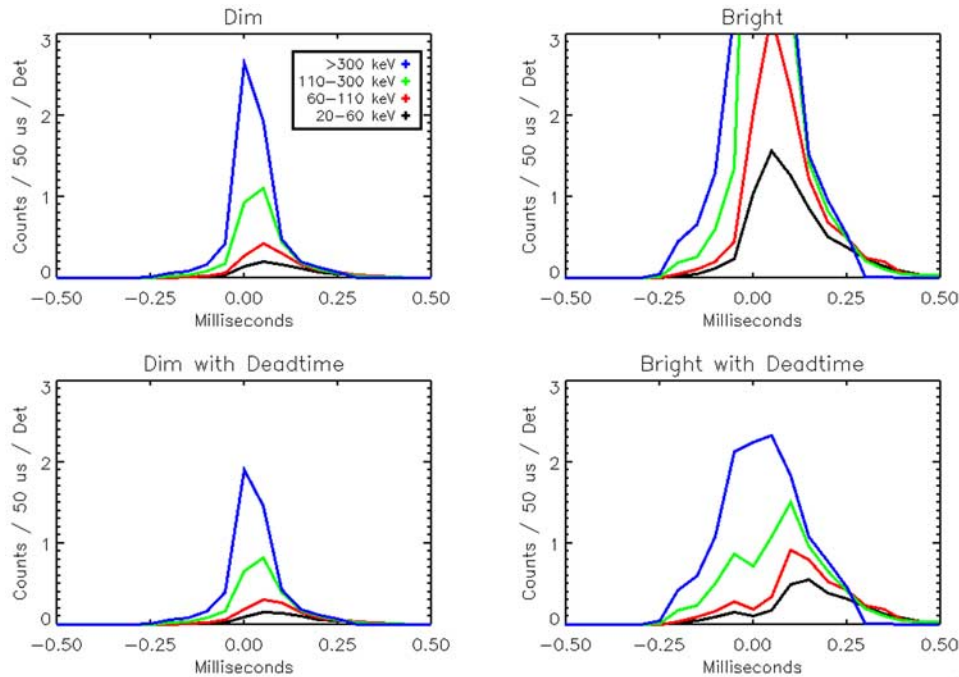 Dim
Counts / 50 us / Det
3
2
1
0
>300 keV
110−300 keV
60−110 keV
20−60 keV
−0.50 −0.25 0.00 0.25 0.50
Milliseconds
Bright
Counts / 50 us / Det
3
2
1
0
−0.50 −0.25 0.00 0.25 0.50
Milliseconds
Dim with Deadtime
Counts / 50 us / Det
3
2
1
0
−0.50 −0.25 0.00 0.25 0.50
Milliseconds
Bright with Deadtime
Counts / 50 us / Det
3
2
1
0
−0.50 −0.25 0.00 0.25 0.50
Milliseconds